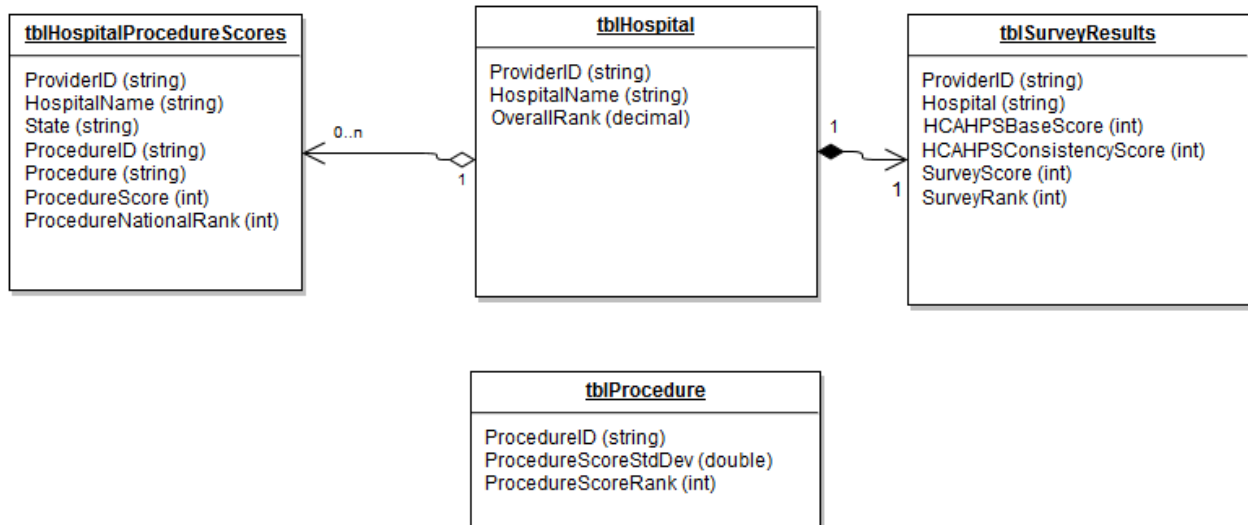 tblHospitalProcedureScores
ProviderID (string)
HospitalName (string)
State (string)
ProcedureID (string)
Procedure (string)
ProcedureScore (int)
ProcedureNationalRank (int)
0..n
1
tblHospital
ProviderID (string)
HospitalName (string)
OverallRank (decimal)
1
1
tblSurveyResults
ProviderID (string)
Hospital (string)
HCAHPSBaseScore (int)
HCAHPSConsistencyScore (int)
SurveyScore (int)
SurveyRank (int)
tblProcedure
ProcedureID (string)
ProcedureScoreStdDev (double)
ProcedureScoreRank (int)